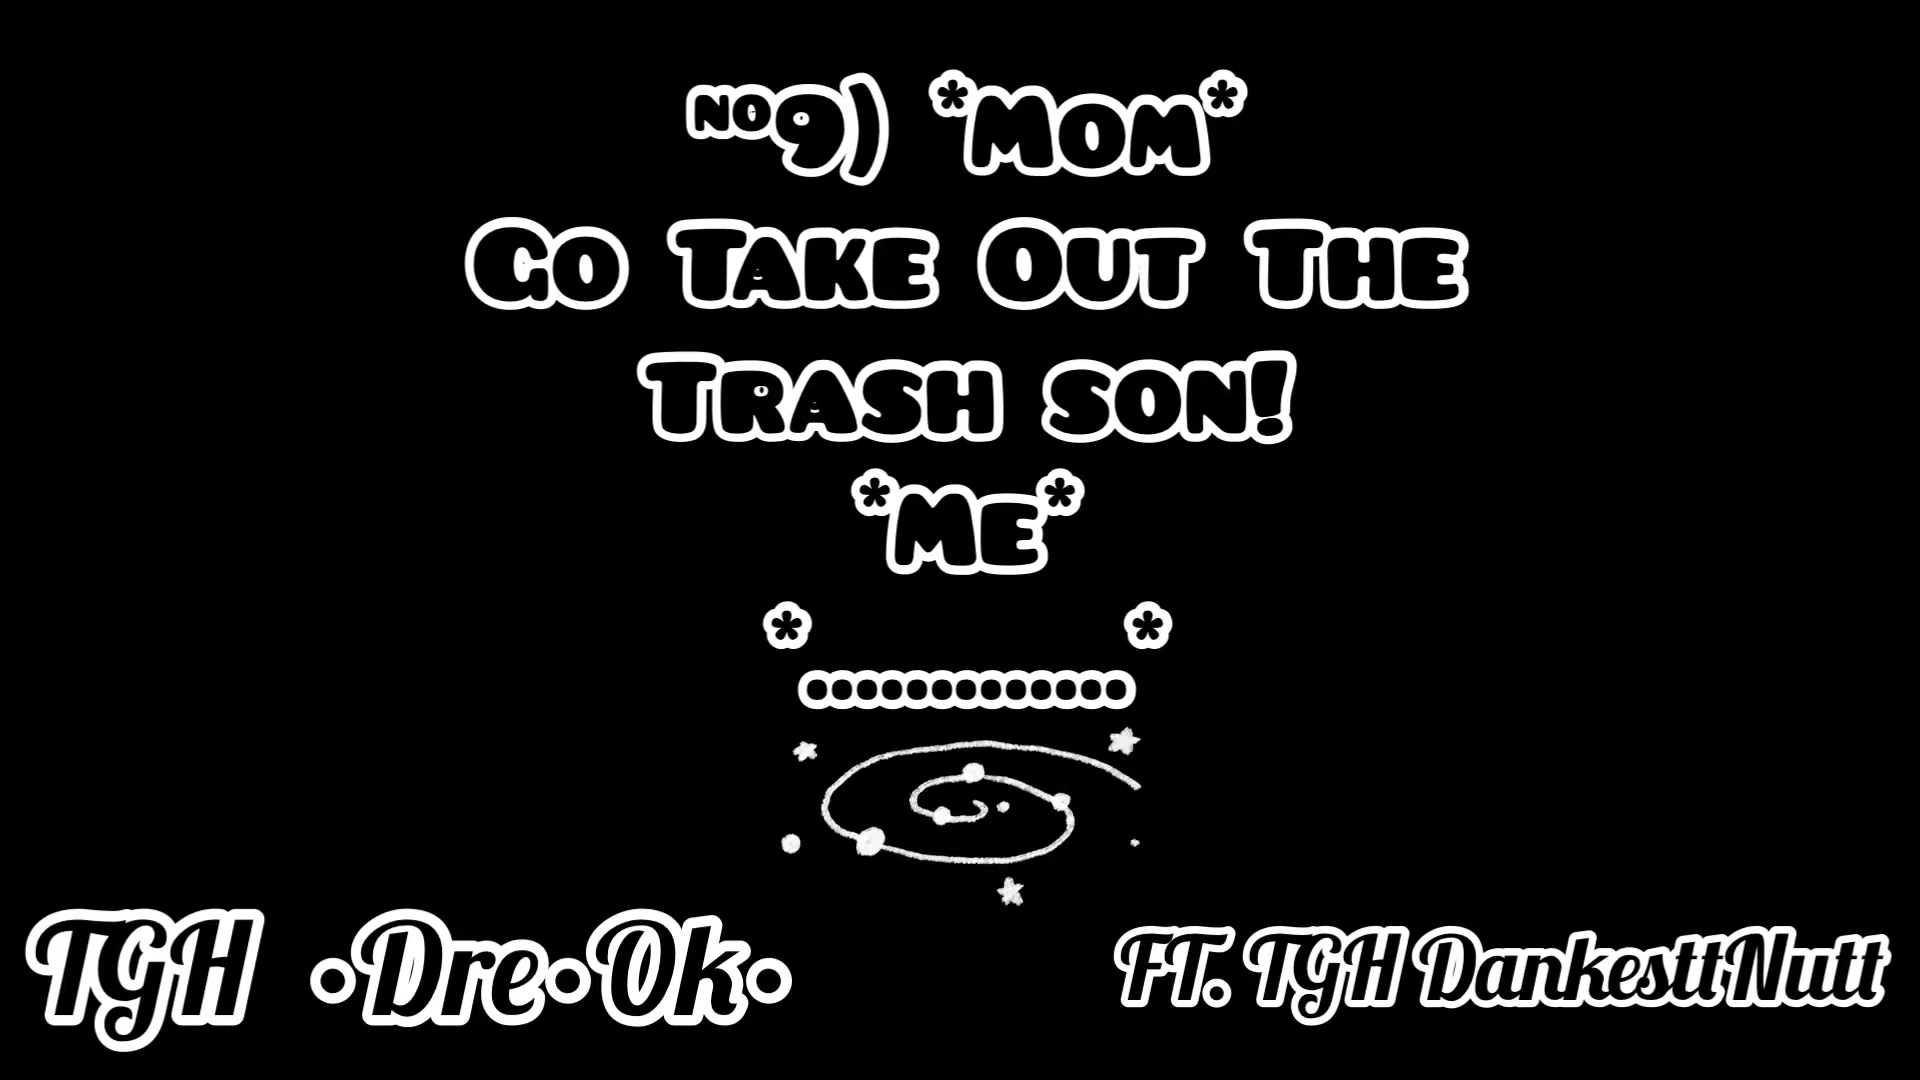 Nº9) *Mom*
Go Take Out The
Trash son!
*Me*
* *
.............
TGH •Dre•Ok•
FT. TGH DankesttNutt